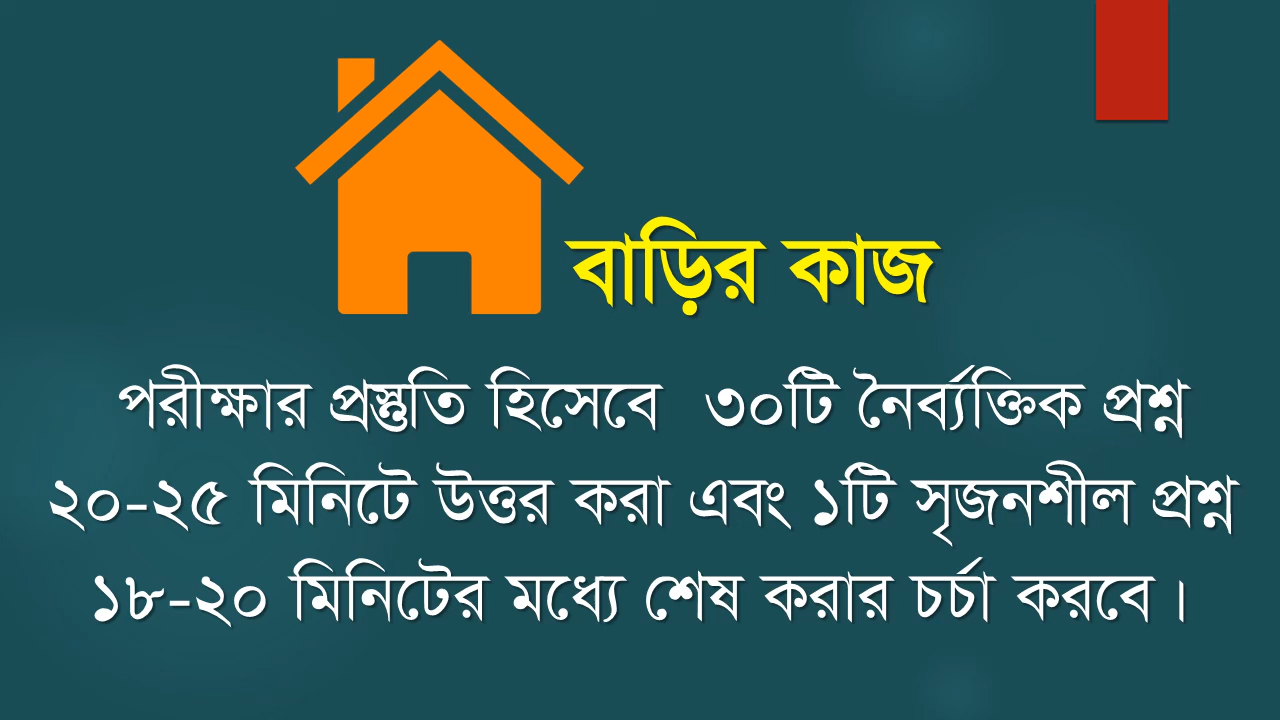 বাড়ির কাজ
পরীক্ষার প্রস্তুতি হিসেবে ৩০টি নৈর্ব্যক্তিক প্রশ্ন
২০-২৫ মিনিটে উত্তর করা এবং ১টি সৃজনশীল প্রশ্ন
১৮-২০ মিনিটের মধ্যে শেষ করার চর্চা করবে।